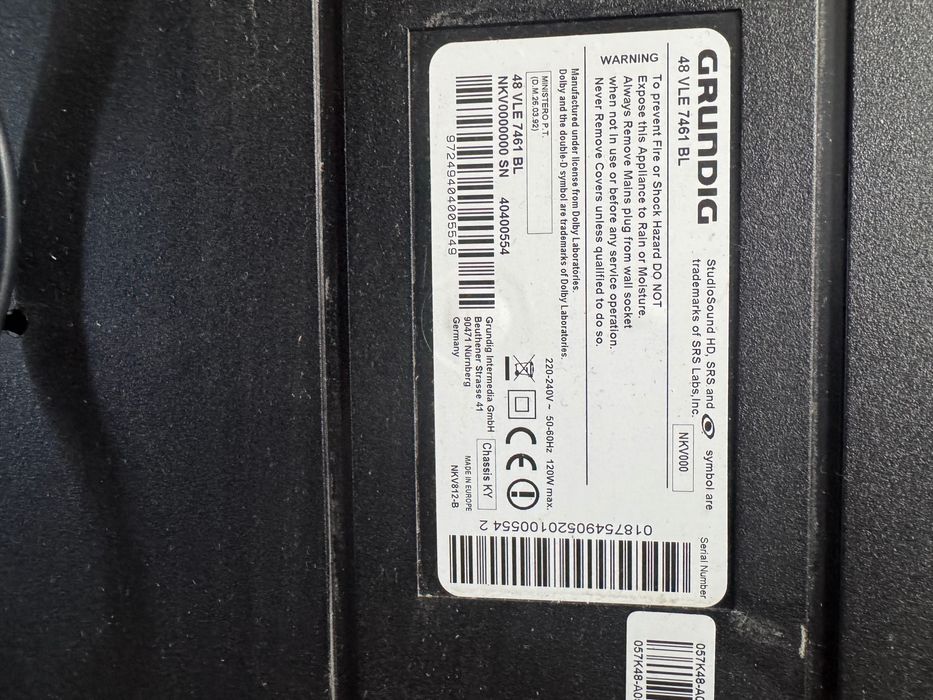 GRUNDIG
48 VLE 7461 BL
StudioSound HD, SRS and symbol are
trademarks of SRS Labs, Inc.
NKV000
WARNING
To prevent Fire or Shock Hazard DO NOT
Expose this Appliance to Rain or Moisture.
Always Remove Mains plug from wall socket
when not in use or before any service operation.
Never Remove Covers unless qualified to do so.
Manufactured under license from Dolby Laboratories.
Dolby and the double-D symbol are trademarks of Dolby Laboratories.
MINISTERO P.T.
(D.M.26.03.92)
220-240V ~ 50-60Hz 120W max.
CE
48 VLE 7461 BL
NKV0000000 SN 40400554
97249404005549
Grundig Intermedia GmbH
Beuthener Strasse 41
90471 Nürnberg
Germany
Chassis KY
MADE IN EUROPE
NKV812-B
Serial Number
01875490520100554 2
057K48-A0
057K48-A0